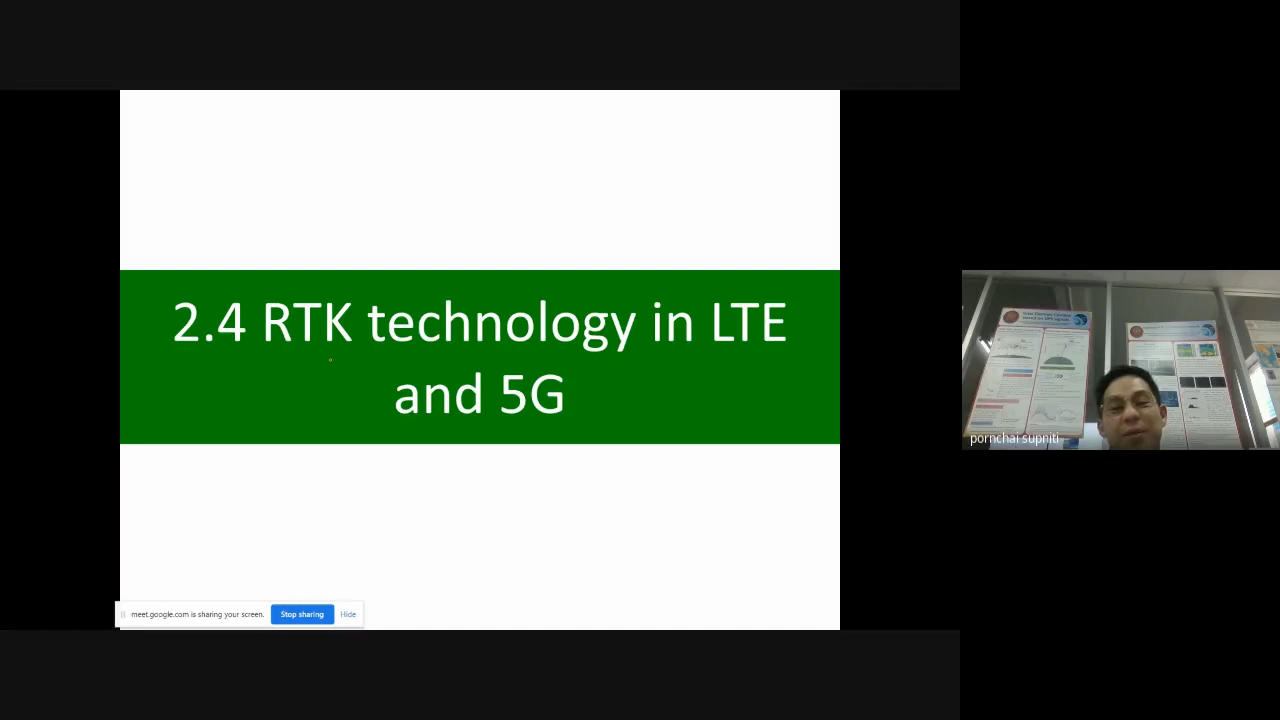 2.4 RTK technology in LTE
and 5G
pornchai supniti
meet.google.com is sharing your screen.
Stop sharing
Hide